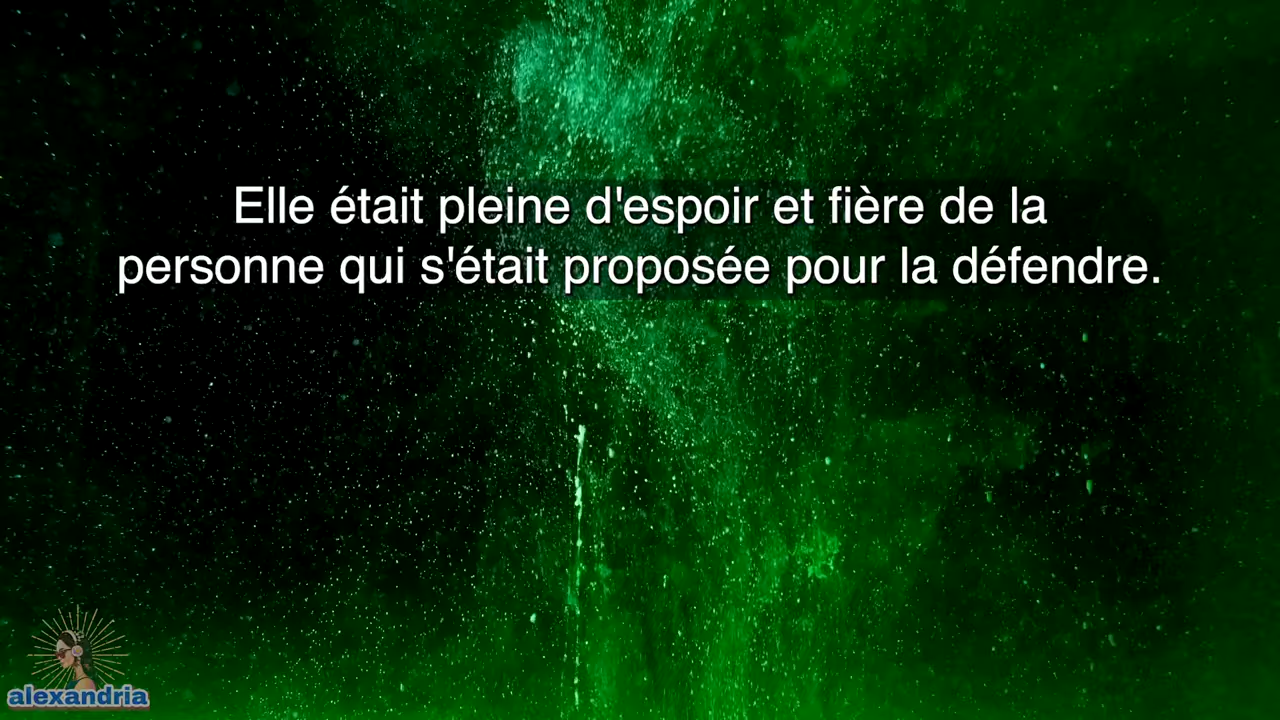 Elle était pleine d'espoir et fière de la
personne qui s'était proposée pour la défendre.
alexandria